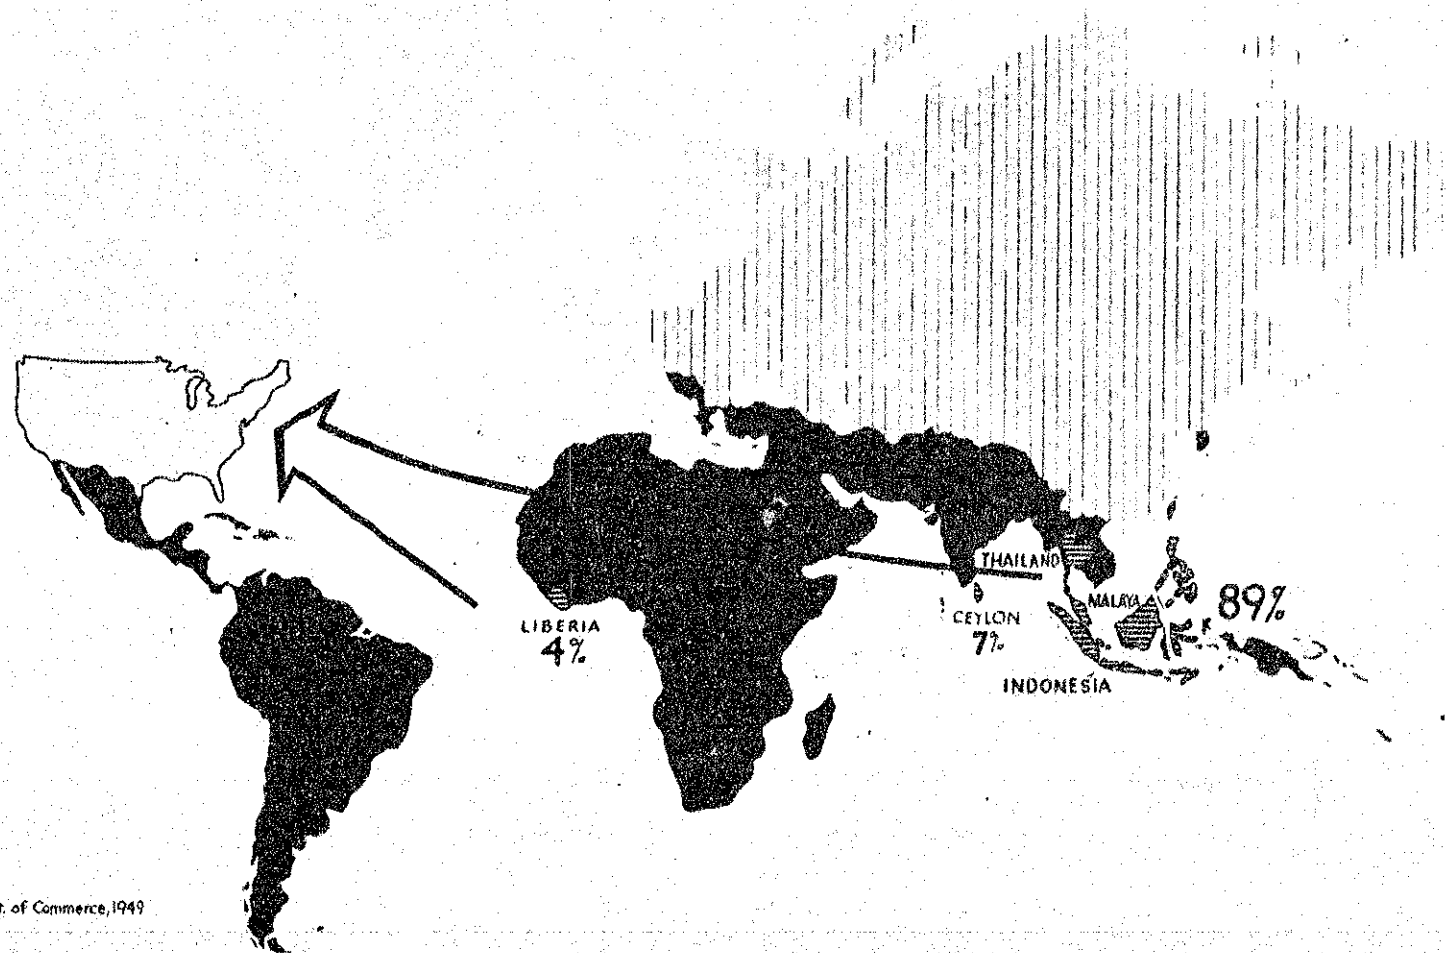 THAILAND
MALAYA
89%
CEYLON
7%
LIBERIA
4%
INDONESIA
of Commerce, 1949